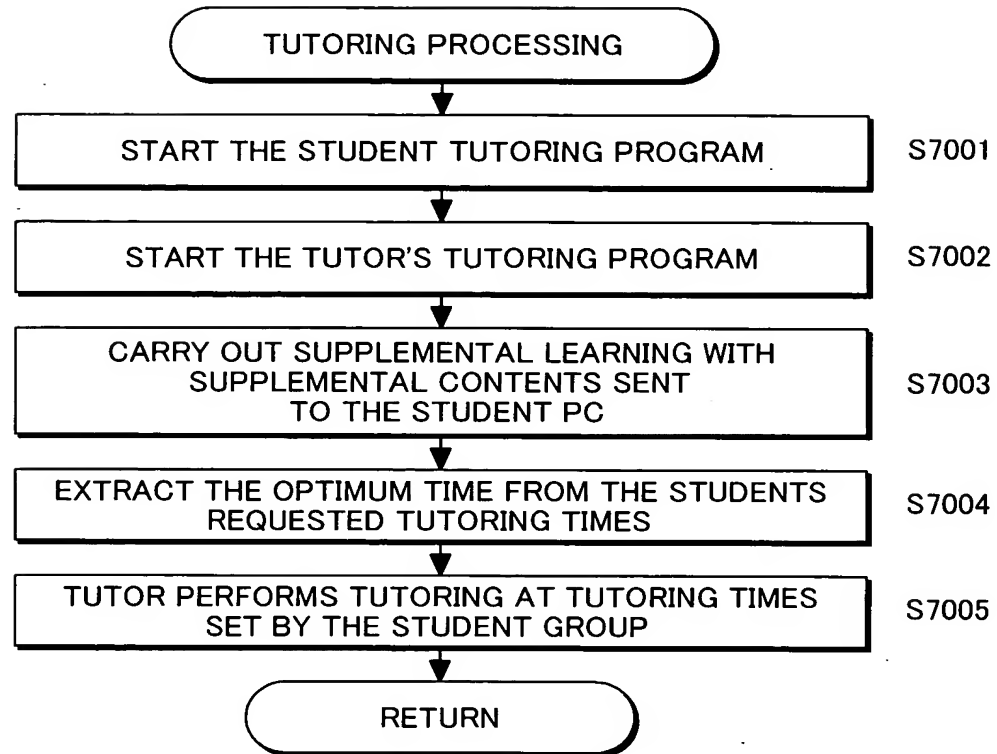 TUTORING PROCESSING
START THE STUDENT TUTORING PROGRAM
S7001
START THE TUTOR'S TUTORING PROGRAM
S7002
CARRY OUT SUPPLEMENTAL LEARNING WITH
SUPPLEMENTAL CONTENTS SENT
TO THE STUDENT PC
S7003
EXTRACT THE OPTIMUM TIME FROM THE STUDENTS
REQUESTED TUTORING TIMES
S7004
TUTOR PERFORMS TUTORING AT TUTORING TIMES
SET BY THE STUDENT GROUP
S7005
RETURN